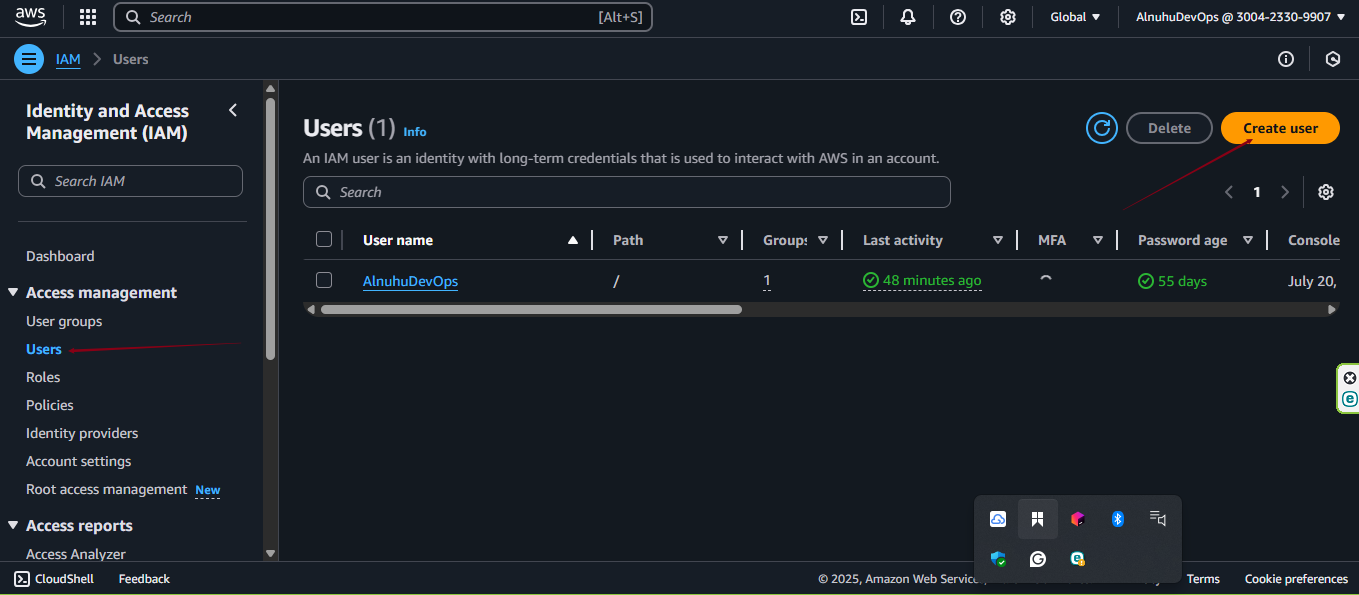 aws
Search [Alt+S] Global AlnuhuDevOps @ 3004-2330-9907
IAM Users
Identity and Access
Management (IAM)
Search IAM
Dashboard
Access management
User groups
Users
Roles
Policies
Identity providers
Account settings
Root access management New
Access reports
Access Analyzer
Users (1) Info
Delete
Create user
An IAM user is an identity with long-term credentials that is used to interact with AWS in an account.
Search
1
User name Path Groups Last activity MFA Password age Console
AlnuhuDevOps / 1 48 minutes ago 55 days July 20,
CloudShell Feedback © 2025, Amazon Web Service Terms Cookie preferences